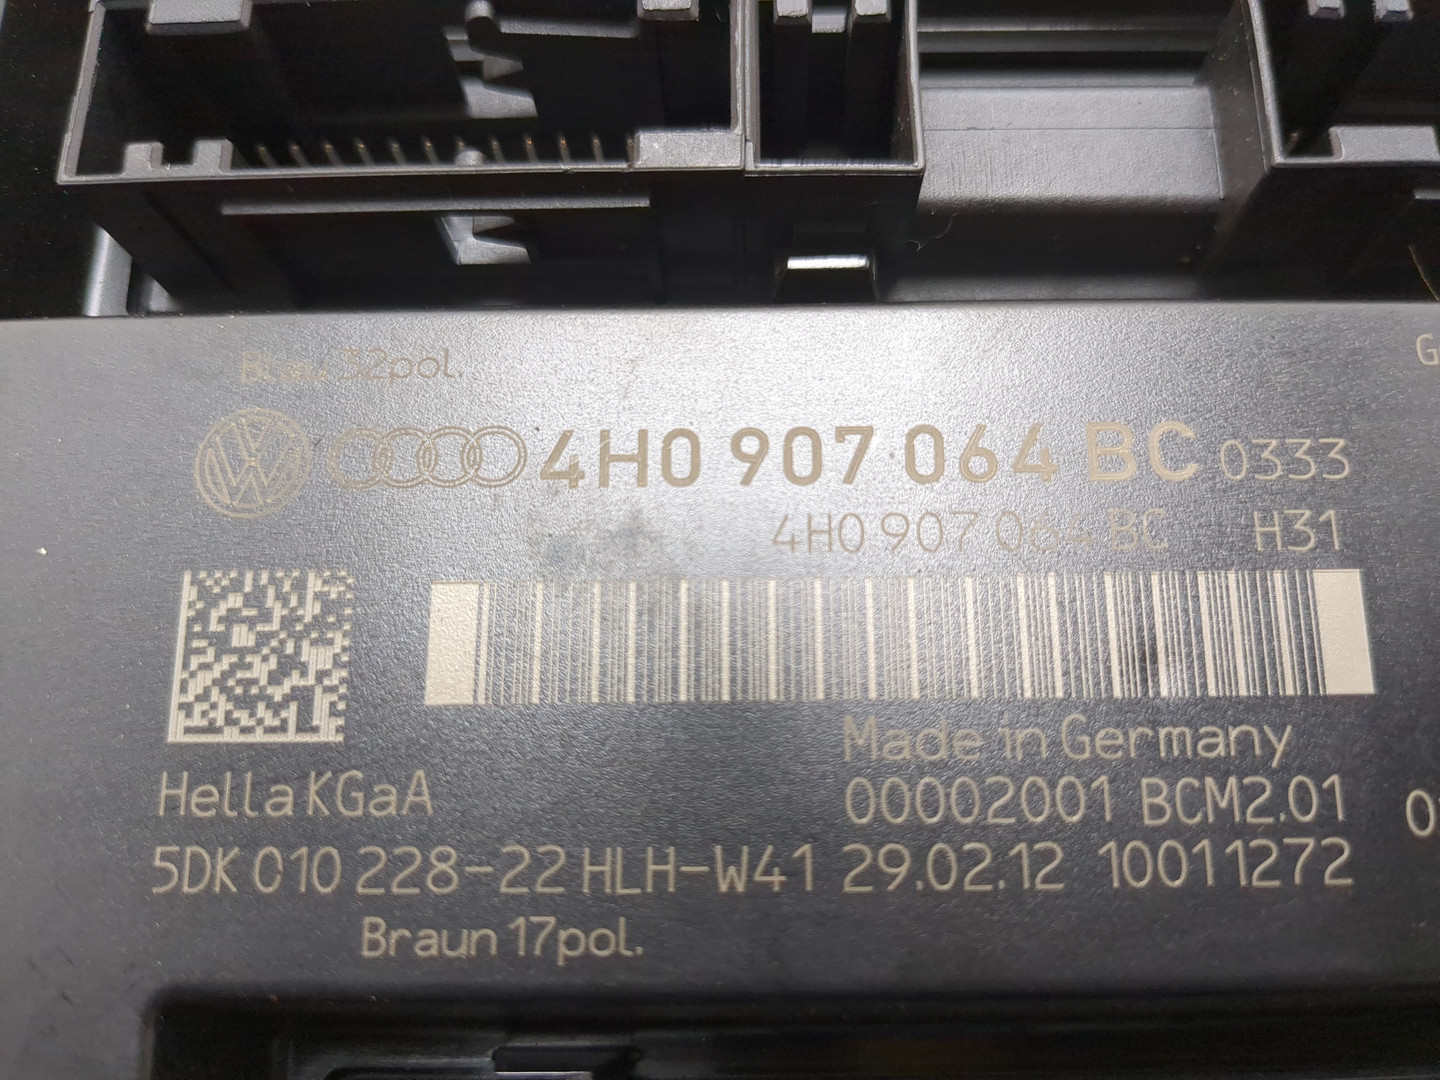 Blau 32pol.
4H0 907 064 BC 0333
4H0 907 064 BC H31
Made in Germany
Hella KGaA 00002001 BCM2.01
5DK 010 228-22 HLH-W41 29.02.12 10011272
Braun 17pol.